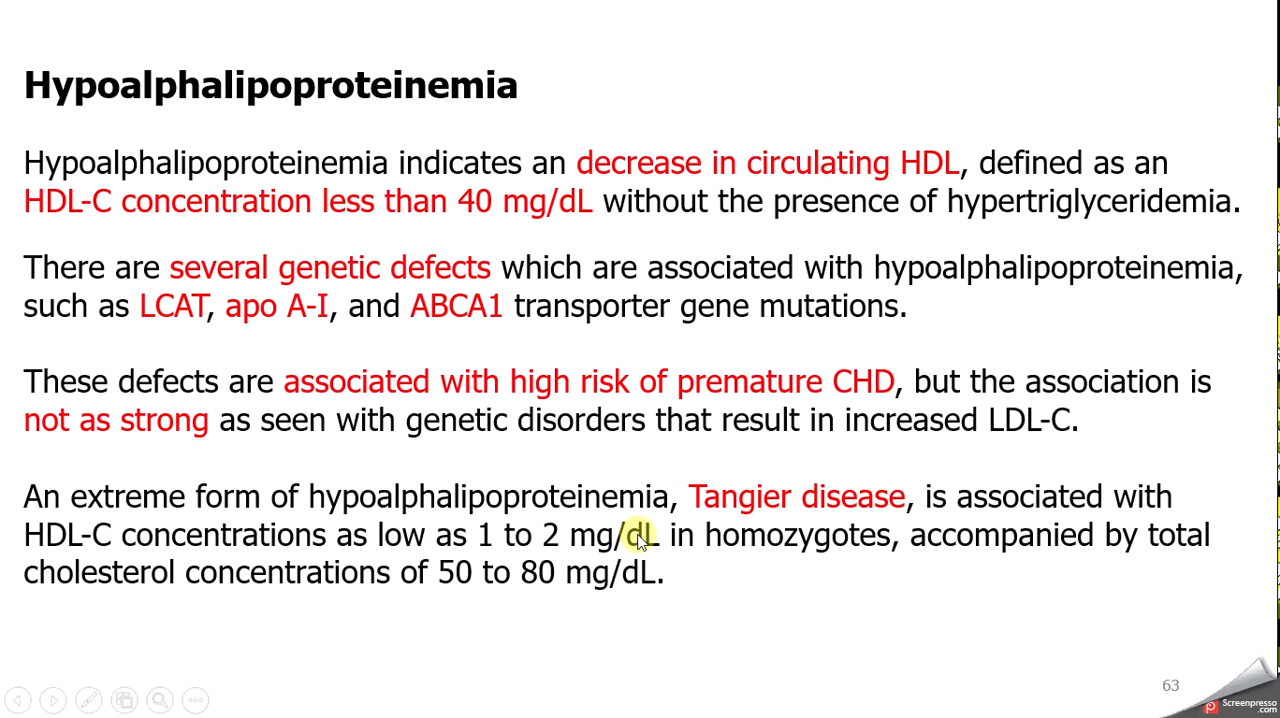 Hypoalphalipoproteinemia
Hypoalphalipoproteinemia indicates an decrease in circulating HDL, defined as an
HDL-C concentration less than 40 mg/dL without the presence of hypertriglyceridemia.
There are several genetic defects which are associated with hypoalphalipoproteinemia,
such as LCAT, apo A-I, and ABCA1 transporter gene mutations.
These defects are associated with high risk of premature CHD, but the association is
not as strong as seen with genetic disorders that result in increased LDL-C.
An extreme form of hypoalphalipoproteinemia, Tangier disease, is associated with
HDL-C concentrations as low as 1 to 2 mg/dL in homozygotes, accompanied by total
cholesterol concentrations of 50 to 80 mg/dL.
63
Screenpresso
.com